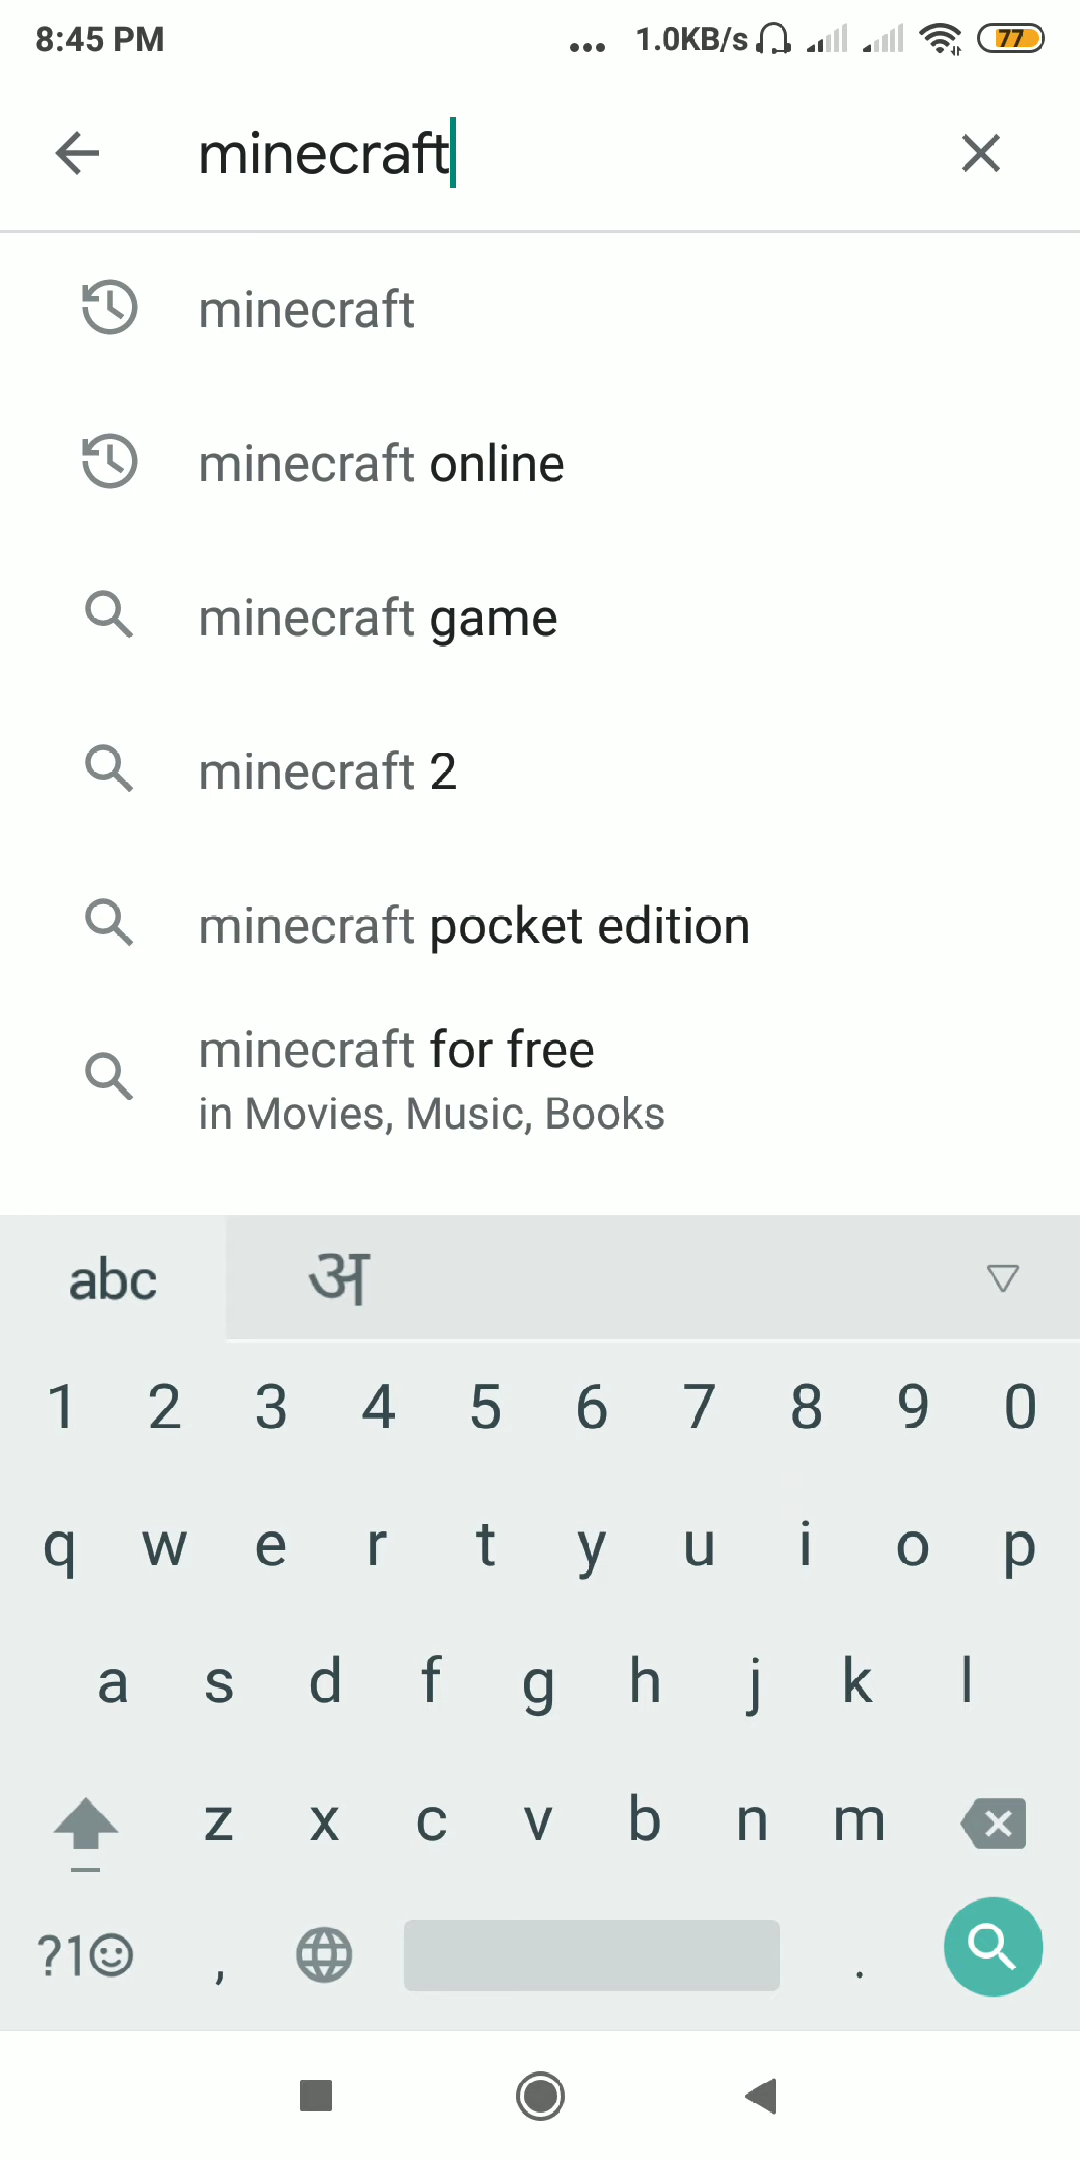 8:45 PM ... 1.0KB/s 77
minecraft
minecraft
minecraft online
minecraft game
minecraft 2
minecraft pocket edition
minecraft for free
in Movies, Music, Books
abc अ
1 2 3 4 5 6 7 8 9 0
q w e r t y u i o p
a s d f g h j k l
z x c v b n m
?1☺ , .